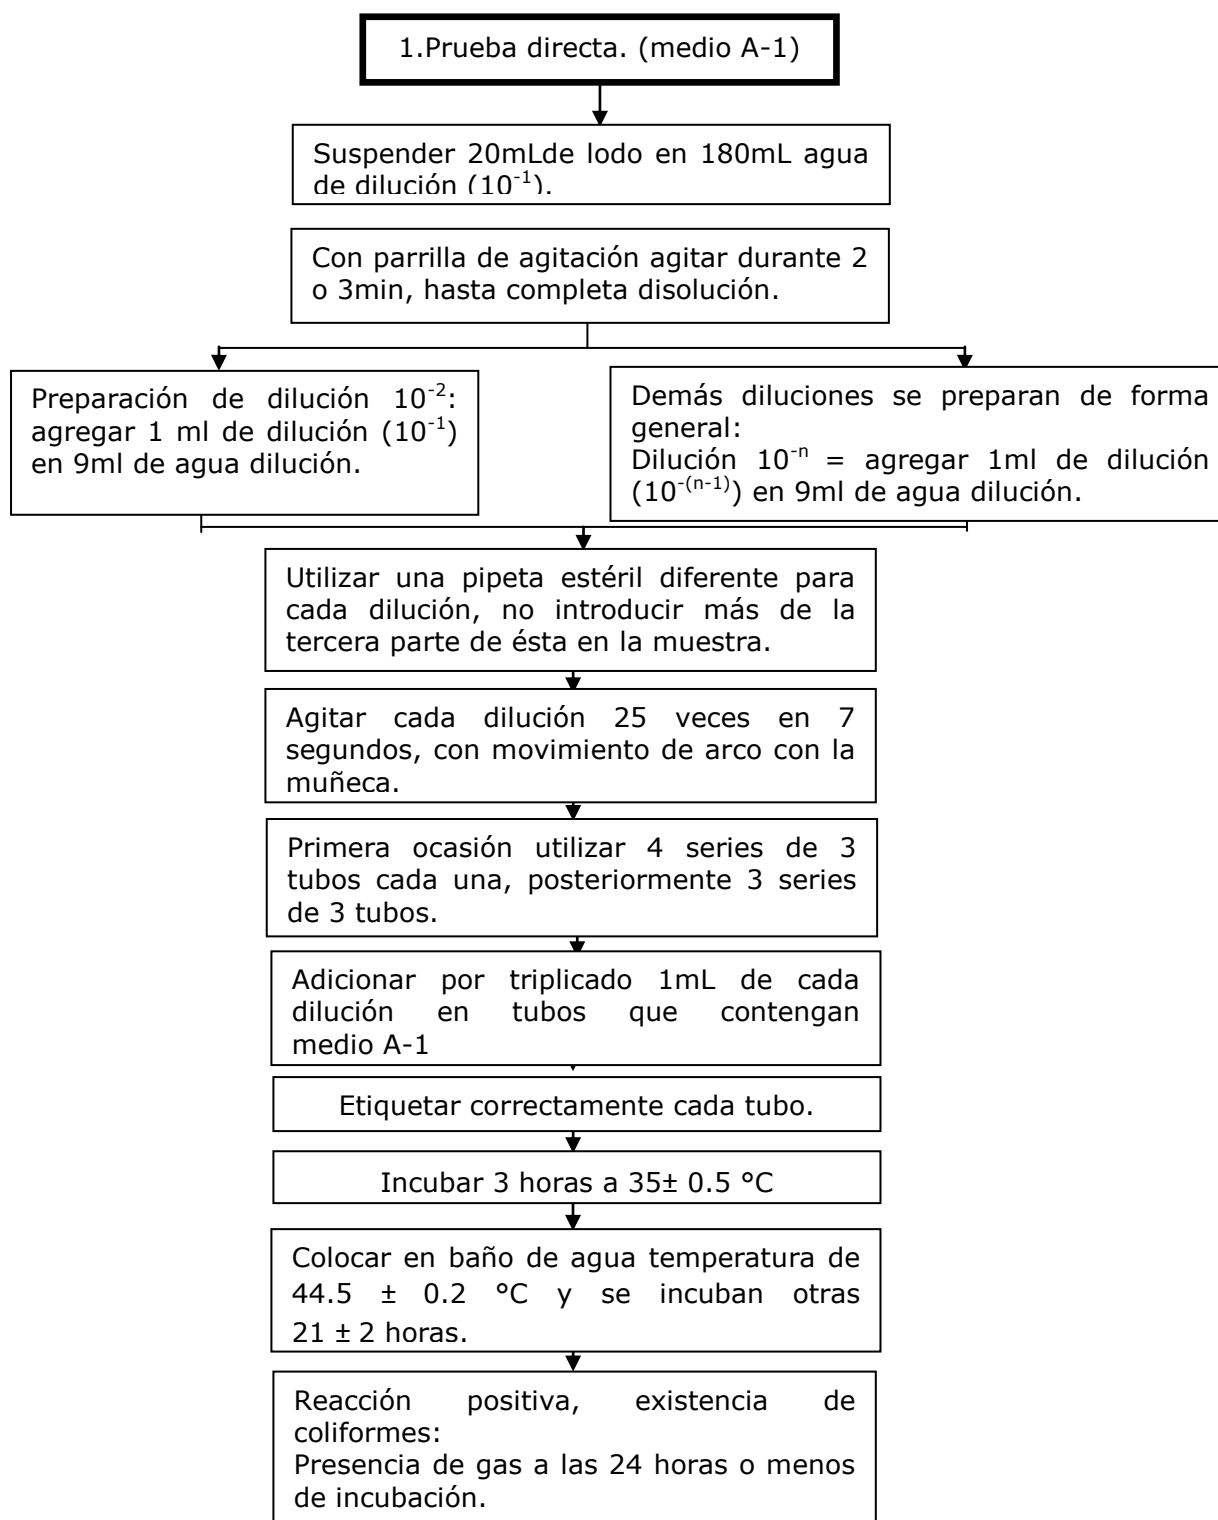 1.Prueba directa. (medio A-1)
Suspender 20mLde lodo en 180mL agua
de dilución (10⁻¹).
Con parrilla de agitación agitar durante 2
o 3min, hasta completa disolución.
Preparación de dilución 10⁻²:
agregar 1 ml de dilución (10⁻¹)
en 9ml de agua dilución.
Demás diluciones se preparan de forma
general:
Dilución 10⁻ⁿ = agregar 1ml de dilución
(10⁻⁽ⁿ⁻¹⁾) en 9ml de agua dilución.
Utilizar una pipeta estéril diferente para
cada dilución, no introducir más de la
tercera parte de ésta en la muestra.
Agitar cada dilución 25 veces en 7
segundos, con movimiento de arco con la
muñeca.
Primera ocasión utilizar 4 series de 3
tubos cada una, posteriormente 3 series
de 3 tubos.
Adicionar por triplicado 1mL de cada
dilución en tubos que contengan
medio A-1
Etiquetar correctamente cada tubo.
Incubar 3 horas a 35± 0.5 °C
Colocar en baño de agua temperatura de
44.5 ± 0.2 °C y se incuban otras
21 ± 2 horas.
Reacción positiva, existencia de
coliformes:
Presencia de gas a las 24 horas o menos
de incubación.